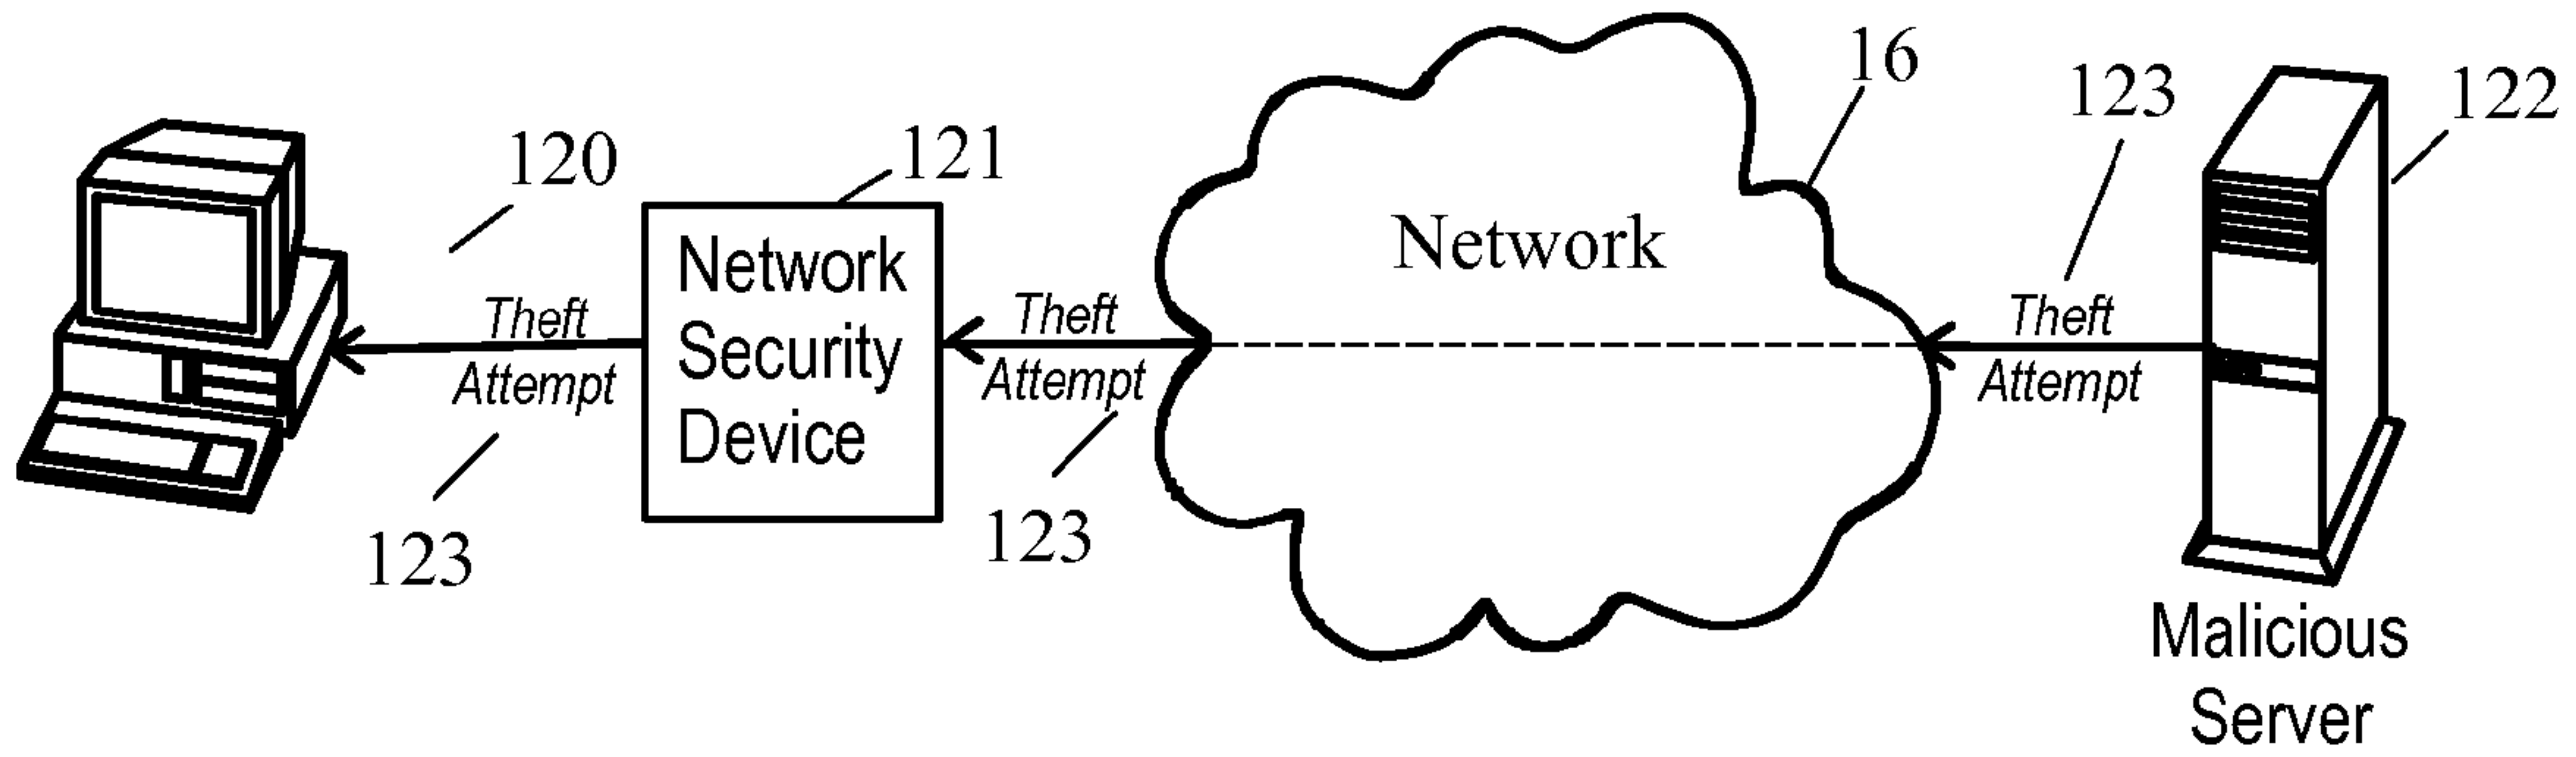 120
121
16
123
122
Network
Security
Device
Network
Theft
Attempt
123
Theft
Attempt
123
Theft
Attempt
Malicious
Server